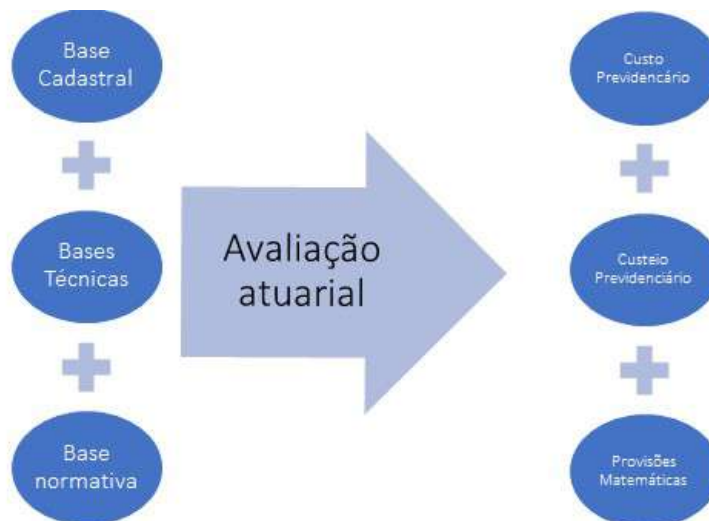 Base
Cadastral
Bases
Técnicas
Base
normativa
Avaliação
atuarial
Custo
Previdencário
Custeio
Previdenciário
Provisões
Matemáticas